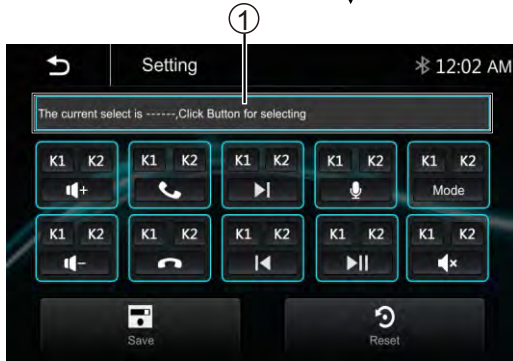 1
Setting 12:02 AM
The current select is ------,Click Button for selecting
K1 K2 K1 K2 K1 K2 K1 K2 K1 K2
+ Mode
K1 K2 K1 K2 K1 K2 K1 K2 K1 K2
-
Save Reset